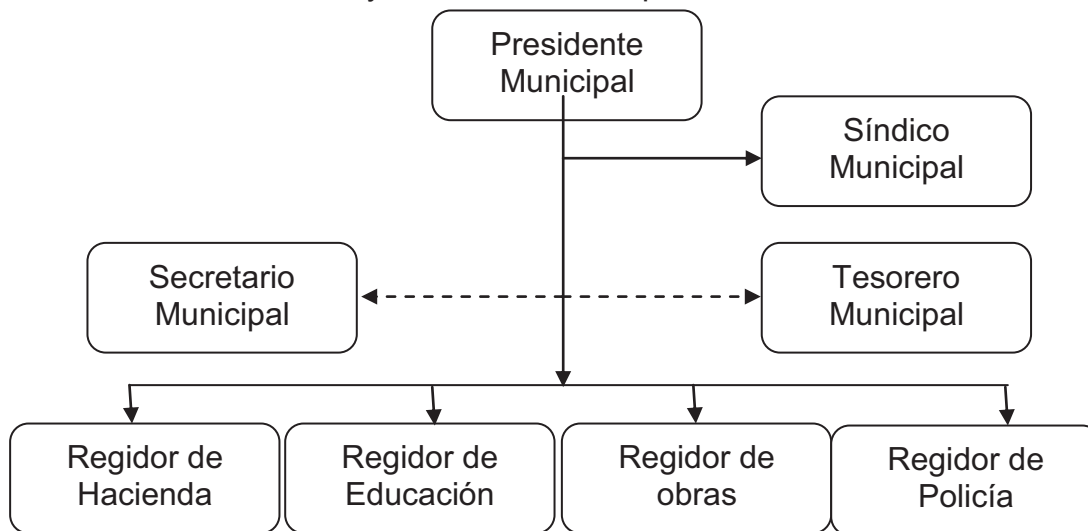 Presidente
Municipal
Síndico
Municipal
Secretario
Municipal
Tesorero
Municipal
Regidor de
Hacienda
Regidor de
Educación
Regidor de
obras
Regidor de
Policía